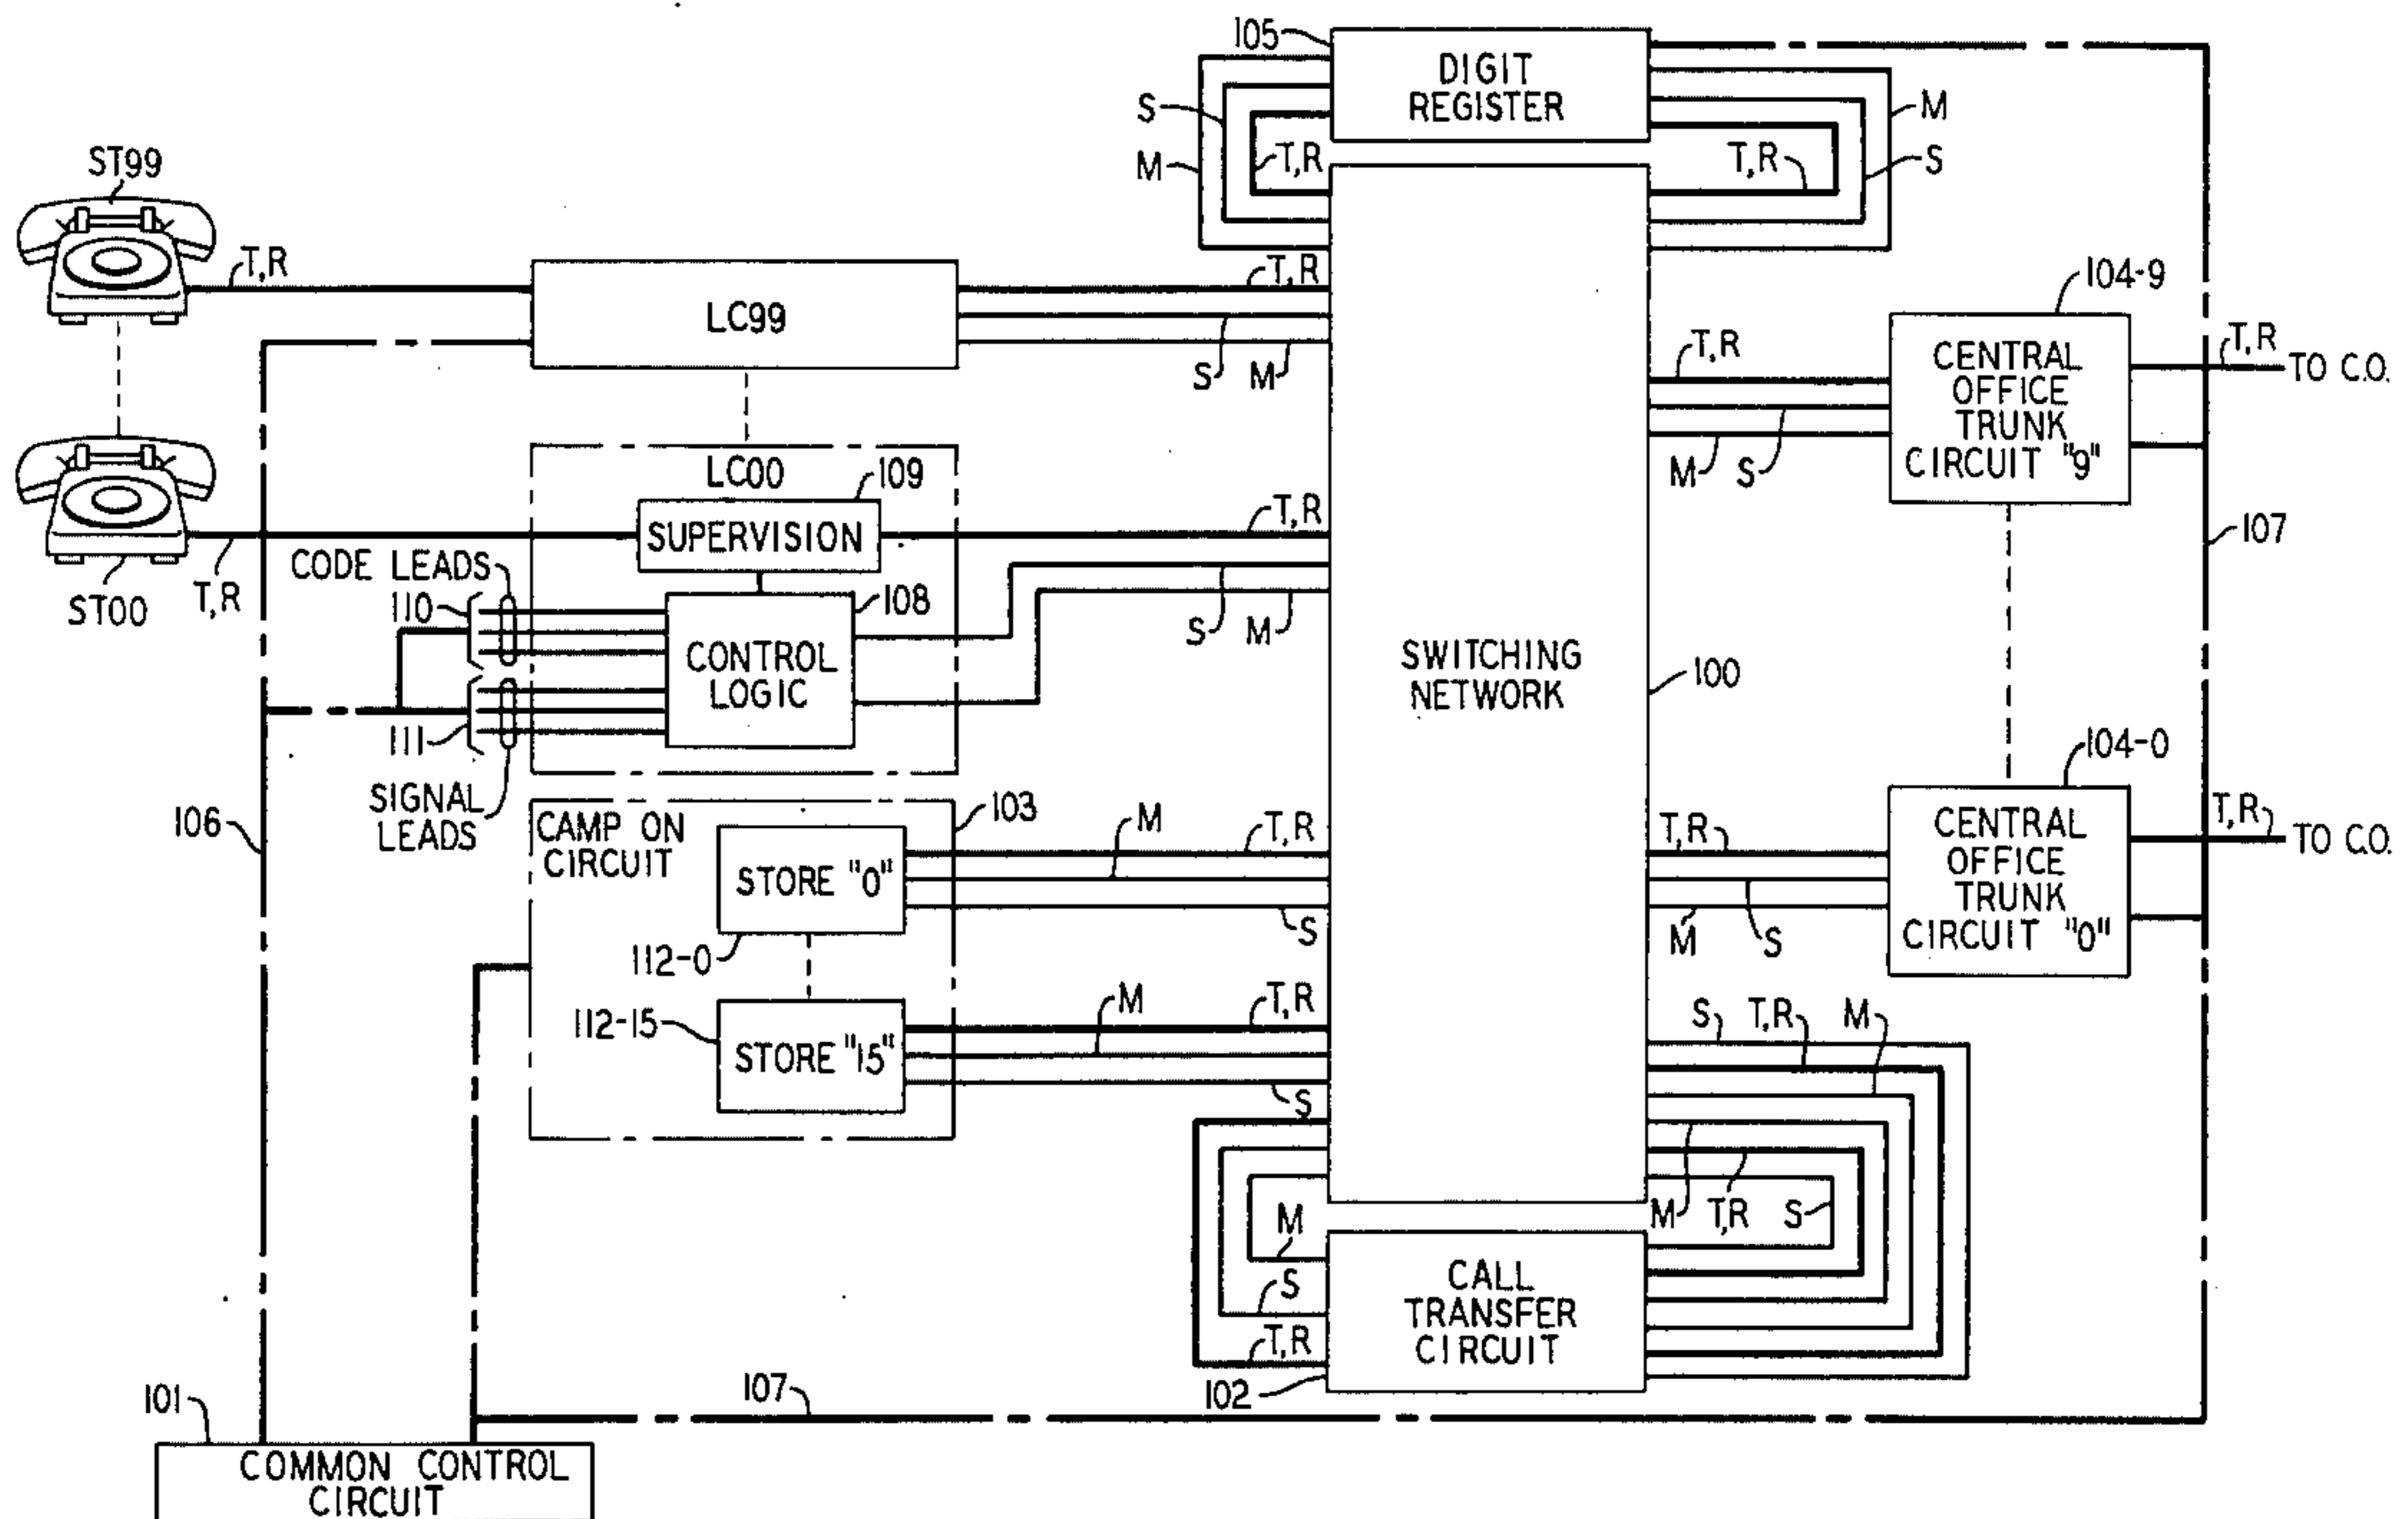 105
DIGIT
REGISTER
S
M
T,R
T,R
M
S
ST99
T,R
LC99
T,R
S
M
104-9
T,R
M
S
CENTRAL
OFFICE
TRUNK
CIRCUIT "9"
T,R
TO C.O.
ST00
T,R
CODE LEADS
110
111
SIGNAL
LEADS
LC00
109
SUPERVISION
108
CONTROL
LOGIC
T,R
S
M
SWITCHING
NETWORK
100
107
106
103
CAMP ON
CIRCUIT
STORE "0"
112-0
M
T,R
S
112-15
STORE "15"
M
T,R
S
104-0
T,R
M
S
CENTRAL
OFFICE
TRUNK
CIRCUIT "0"
T,R
TO C.O.
S
T,R
M
M
T,R
S
M
S
T,R
CALL
TRANSFER
CIRCUIT
102
107
101
COMMON CONTROL
CIRCUIT